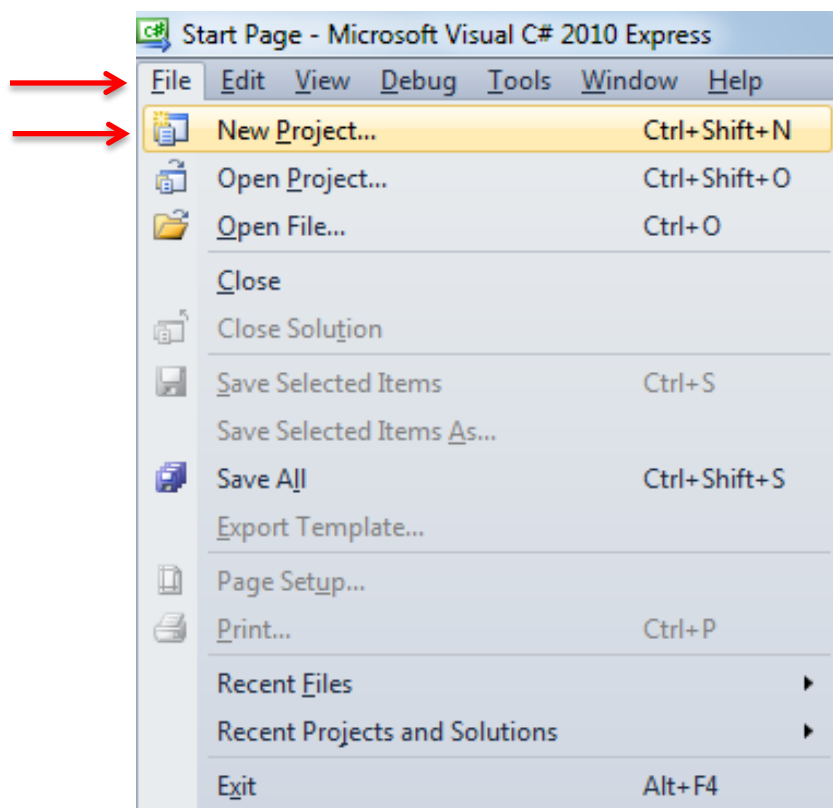 Start Page - Microsoft Visual C# 2010 Express
File Edit View Debug Tools Window Help
New Project... Ctrl+Shift+N
Open Project... Ctrl+Shift+O
Open File... Ctrl+O
Close
Close Solution
Save Selected Items Ctrl+S
Save Selected Items As...
Save All Ctrl+Shift+S
Export Template...
Page Setup...
Print... Ctrl+P
Recent Files
Recent Projects and Solutions
Exit Alt+F4